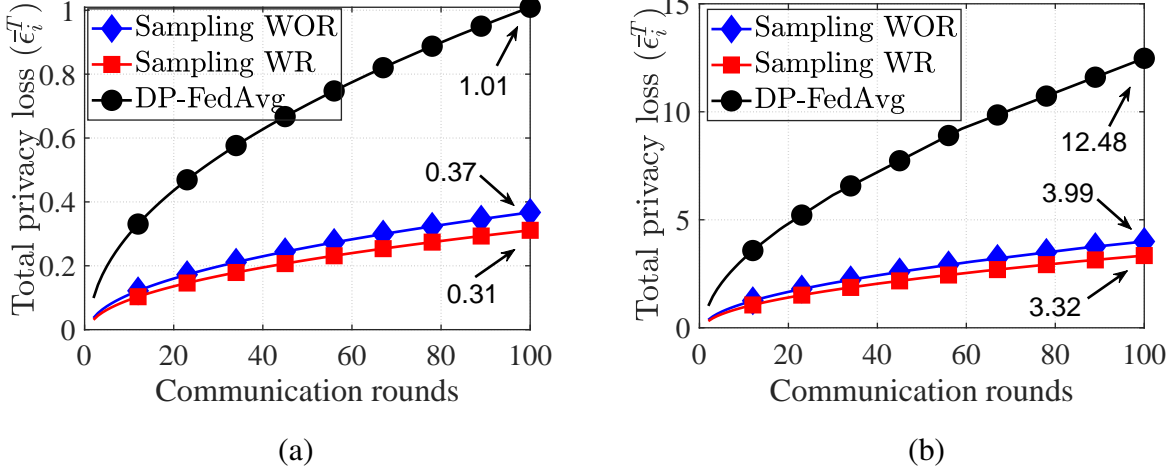 Total privacy loss (ϵ̄ᵢᵀ)
1
0.8
0.6
0.4
0.2
0
Sampling WOR
Sampling WR
DP-FedAvg
1.01
0.37
0.31
0 20 40 60 80 100
Communication rounds
(a)
Total privacy loss (ϵ̄ᵢᵀ)
15
10
5
0
Sampling WOR
Sampling WR
DP-FedAvg
12.48
3.99
3.32
0 20 40 60 80 100
Communication rounds
(b)